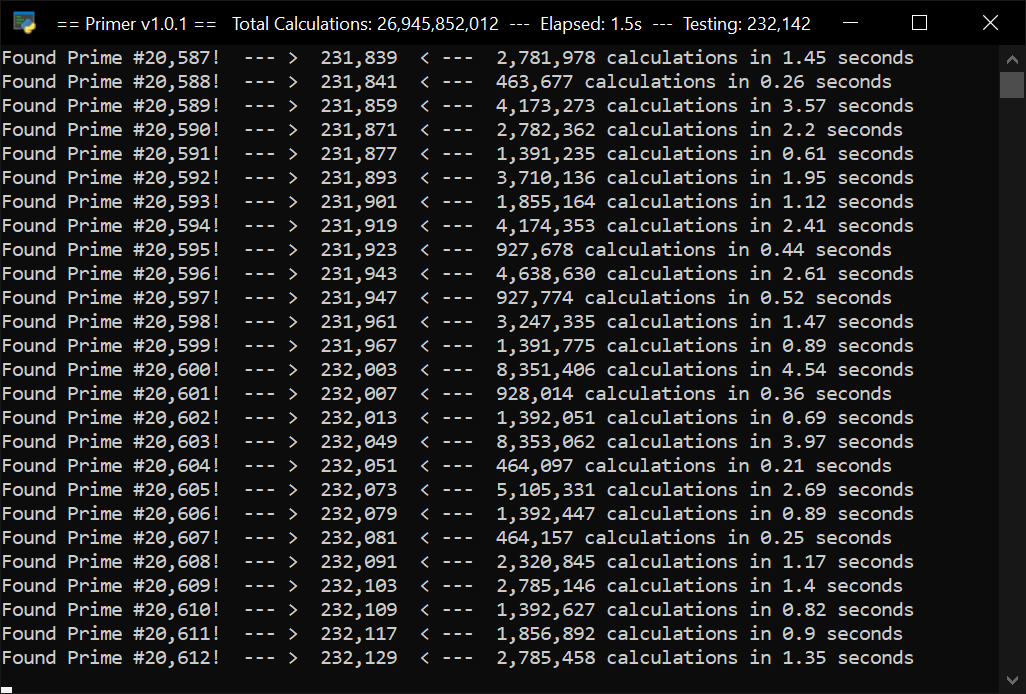 == Primer v1.0.1 == Total Calculations: 26,945,852,012 --- Elapsed: 1.5s --- Testing: 232,142
Found Prime #20,587! --- > 231,839 < --- 2,781,978 calculations in 1.45 seconds
Found Prime #20,588! --- > 231,841 < --- 463,677 calculations in 0.26 seconds
Found Prime #20,589! --- > 231,859 < --- 4,173,273 calculations in 3.57 seconds
Found Prime #20,590! --- > 231,871 < --- 2,782,362 calculations in 2.2 seconds
Found Prime #20,591! --- > 231,877 < --- 1,391,235 calculations in 0.61 seconds
Found Prime #20,592! --- > 231,893 < --- 3,710,136 calculations in 1.95 seconds
Found Prime #20,593! --- > 231,901 < --- 1,855,164 calculations in 1.12 seconds
Found Prime #20,594! --- > 231,919 < --- 4,174,353 calculations in 2.41 seconds
Found Prime #20,595! --- > 231,923 < --- 927,678 calculations in 0.44 seconds
Found Prime #20,596! --- > 231,943 < --- 4,638,630 calculations in 2.61 seconds
Found Prime #20,597! --- > 231,947 < --- 927,774 calculations in 0.52 seconds
Found Prime #20,598! --- > 231,961 < --- 3,247,335 calculations in 1.47 seconds
Found Prime #20,599! --- > 231,967 < --- 1,391,775 calculations in 0.89 seconds
Found Prime #20,600! --- > 232,003 < --- 8,351,406 calculations in 4.54 seconds
Found Prime #20,601! --- > 232,007 < --- 928,014 calculations in 0.36 seconds
Found Prime #20,602! --- > 232,013 < --- 1,392,051 calculations in 0.69 seconds
Found Prime #20,603! --- > 232,049 < --- 8,353,062 calculations in 3.97 seconds
Found Prime #20,604! --- > 232,051 < --- 464,097 calculations in 0.21 seconds
Found Prime #20,605! --- > 232,073 < --- 5,105,331 calculations in 2.69 seconds
Found Prime #20,606! --- > 232,079 < --- 1,392,447 calculations in 0.89 seconds
Found Prime #20,607! --- > 232,081 < --- 464,157 calculations in 0.25 seconds
Found Prime #20,608! --- > 232,091 < --- 2,320,845 calculations in 1.17 seconds
Found Prime #20,609! --- > 232,103 < --- 2,785,146 calculations in 1.4 seconds
Found Prime #20,610! --- > 232,109 < --- 1,392,627 calculations in 0.82 seconds
Found Prime #20,611! --- > 232,117 < --- 1,856,892 calculations in 0.9 seconds
Found Prime #20,612! --- > 232,129 < --- 2,785,458 calculations in 1.35 seconds